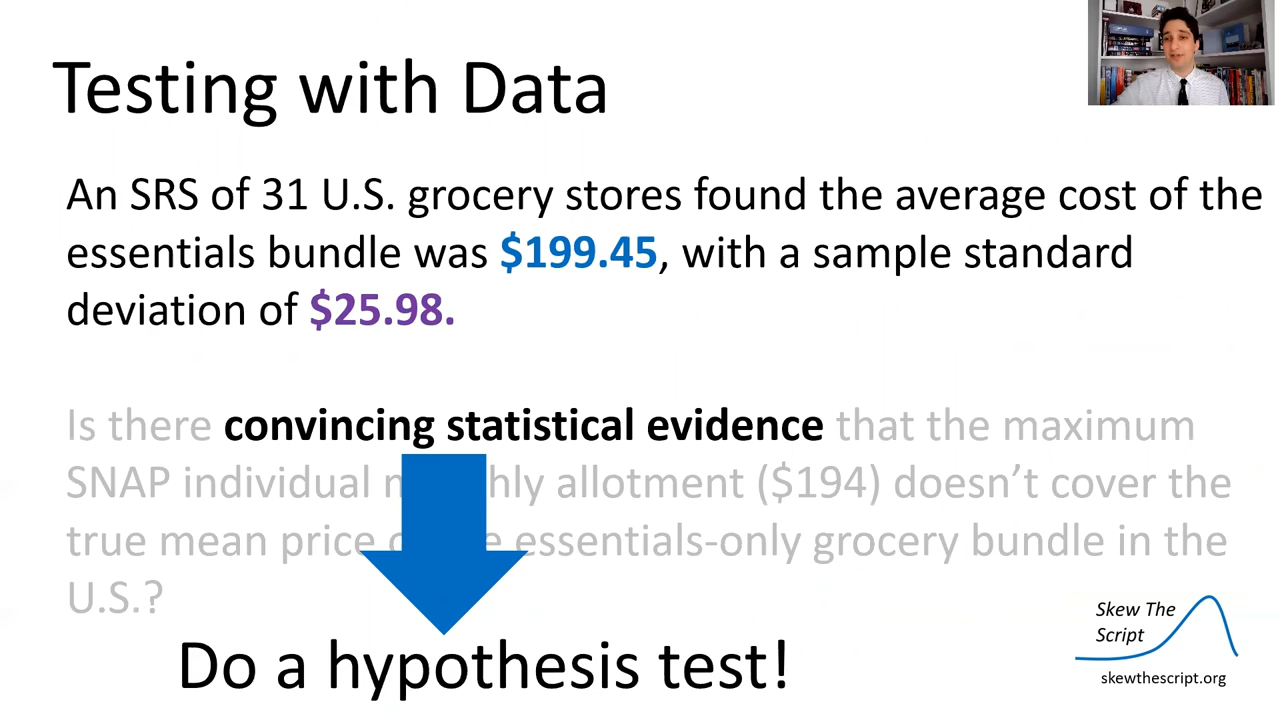 Testing with Data
An SRS of 31 U.S. grocery stores found the average cost of the
essentials bundle was $199.45, with a sample standard
deviation of $25.98.
Is there convincing statistical evidence that the maximum
SNAP individual hly allotment ($194) doesn’t cover the
true mean price essentials-only grocery bundle in the
U.S.?
Do a hypothesis test!
Skew The
Script
skewthescript.org